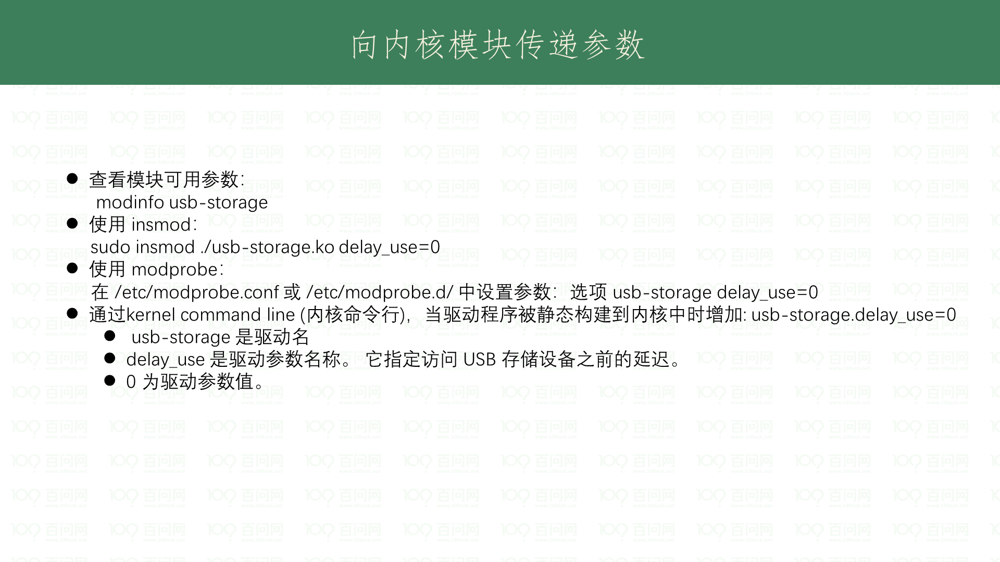 向内核模块传递参数
● 查看模块可用参数：
modinfo usb-storage
● 使用 insmod：
sudo insmod ./usb-storage.ko delay_use=0
● 使用 modprobe：
在 /etc/modprobe.conf 或 /etc/modprobe.d/ 中设置参数： 选项 usb-storage delay_use=0
● 通过kernel command line (内核命令行)， 当驱动程序被静态构建到内核中时增加: usb-storage.delay_use=0
● usb-storage 是驱动名
● delay_use 是驱动参数名称。 它指定访问 USB 存储设备之前的延迟。
● 0 为驱动参数值。
百问网
www.100ask.net